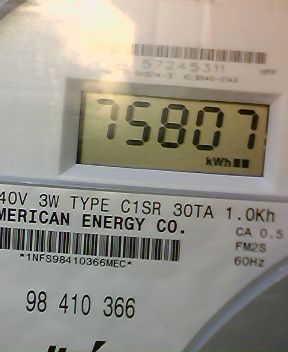 57245311
75807
kWh
40V 3W TYPE C1SR 30TA 1.0Kh
MERICAN ENERGY CO.
CA 0.5
*1NFS98410366MEC*
FM2S
60Hz
98 410 366